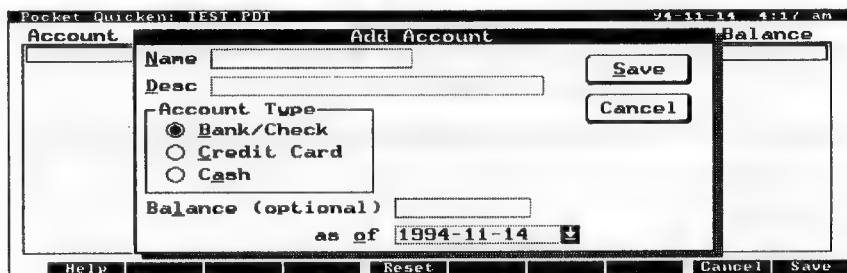 Pocket Quicken: TEST.PDT 94-11-14 4:17 am
Account Add Account Balance
Name
Save
Desc
Account Type
Cancel
Bank/Check
Credit Card
Cash
Balance (optional)
as of 1994-11-14
Help Reset Cancel Save